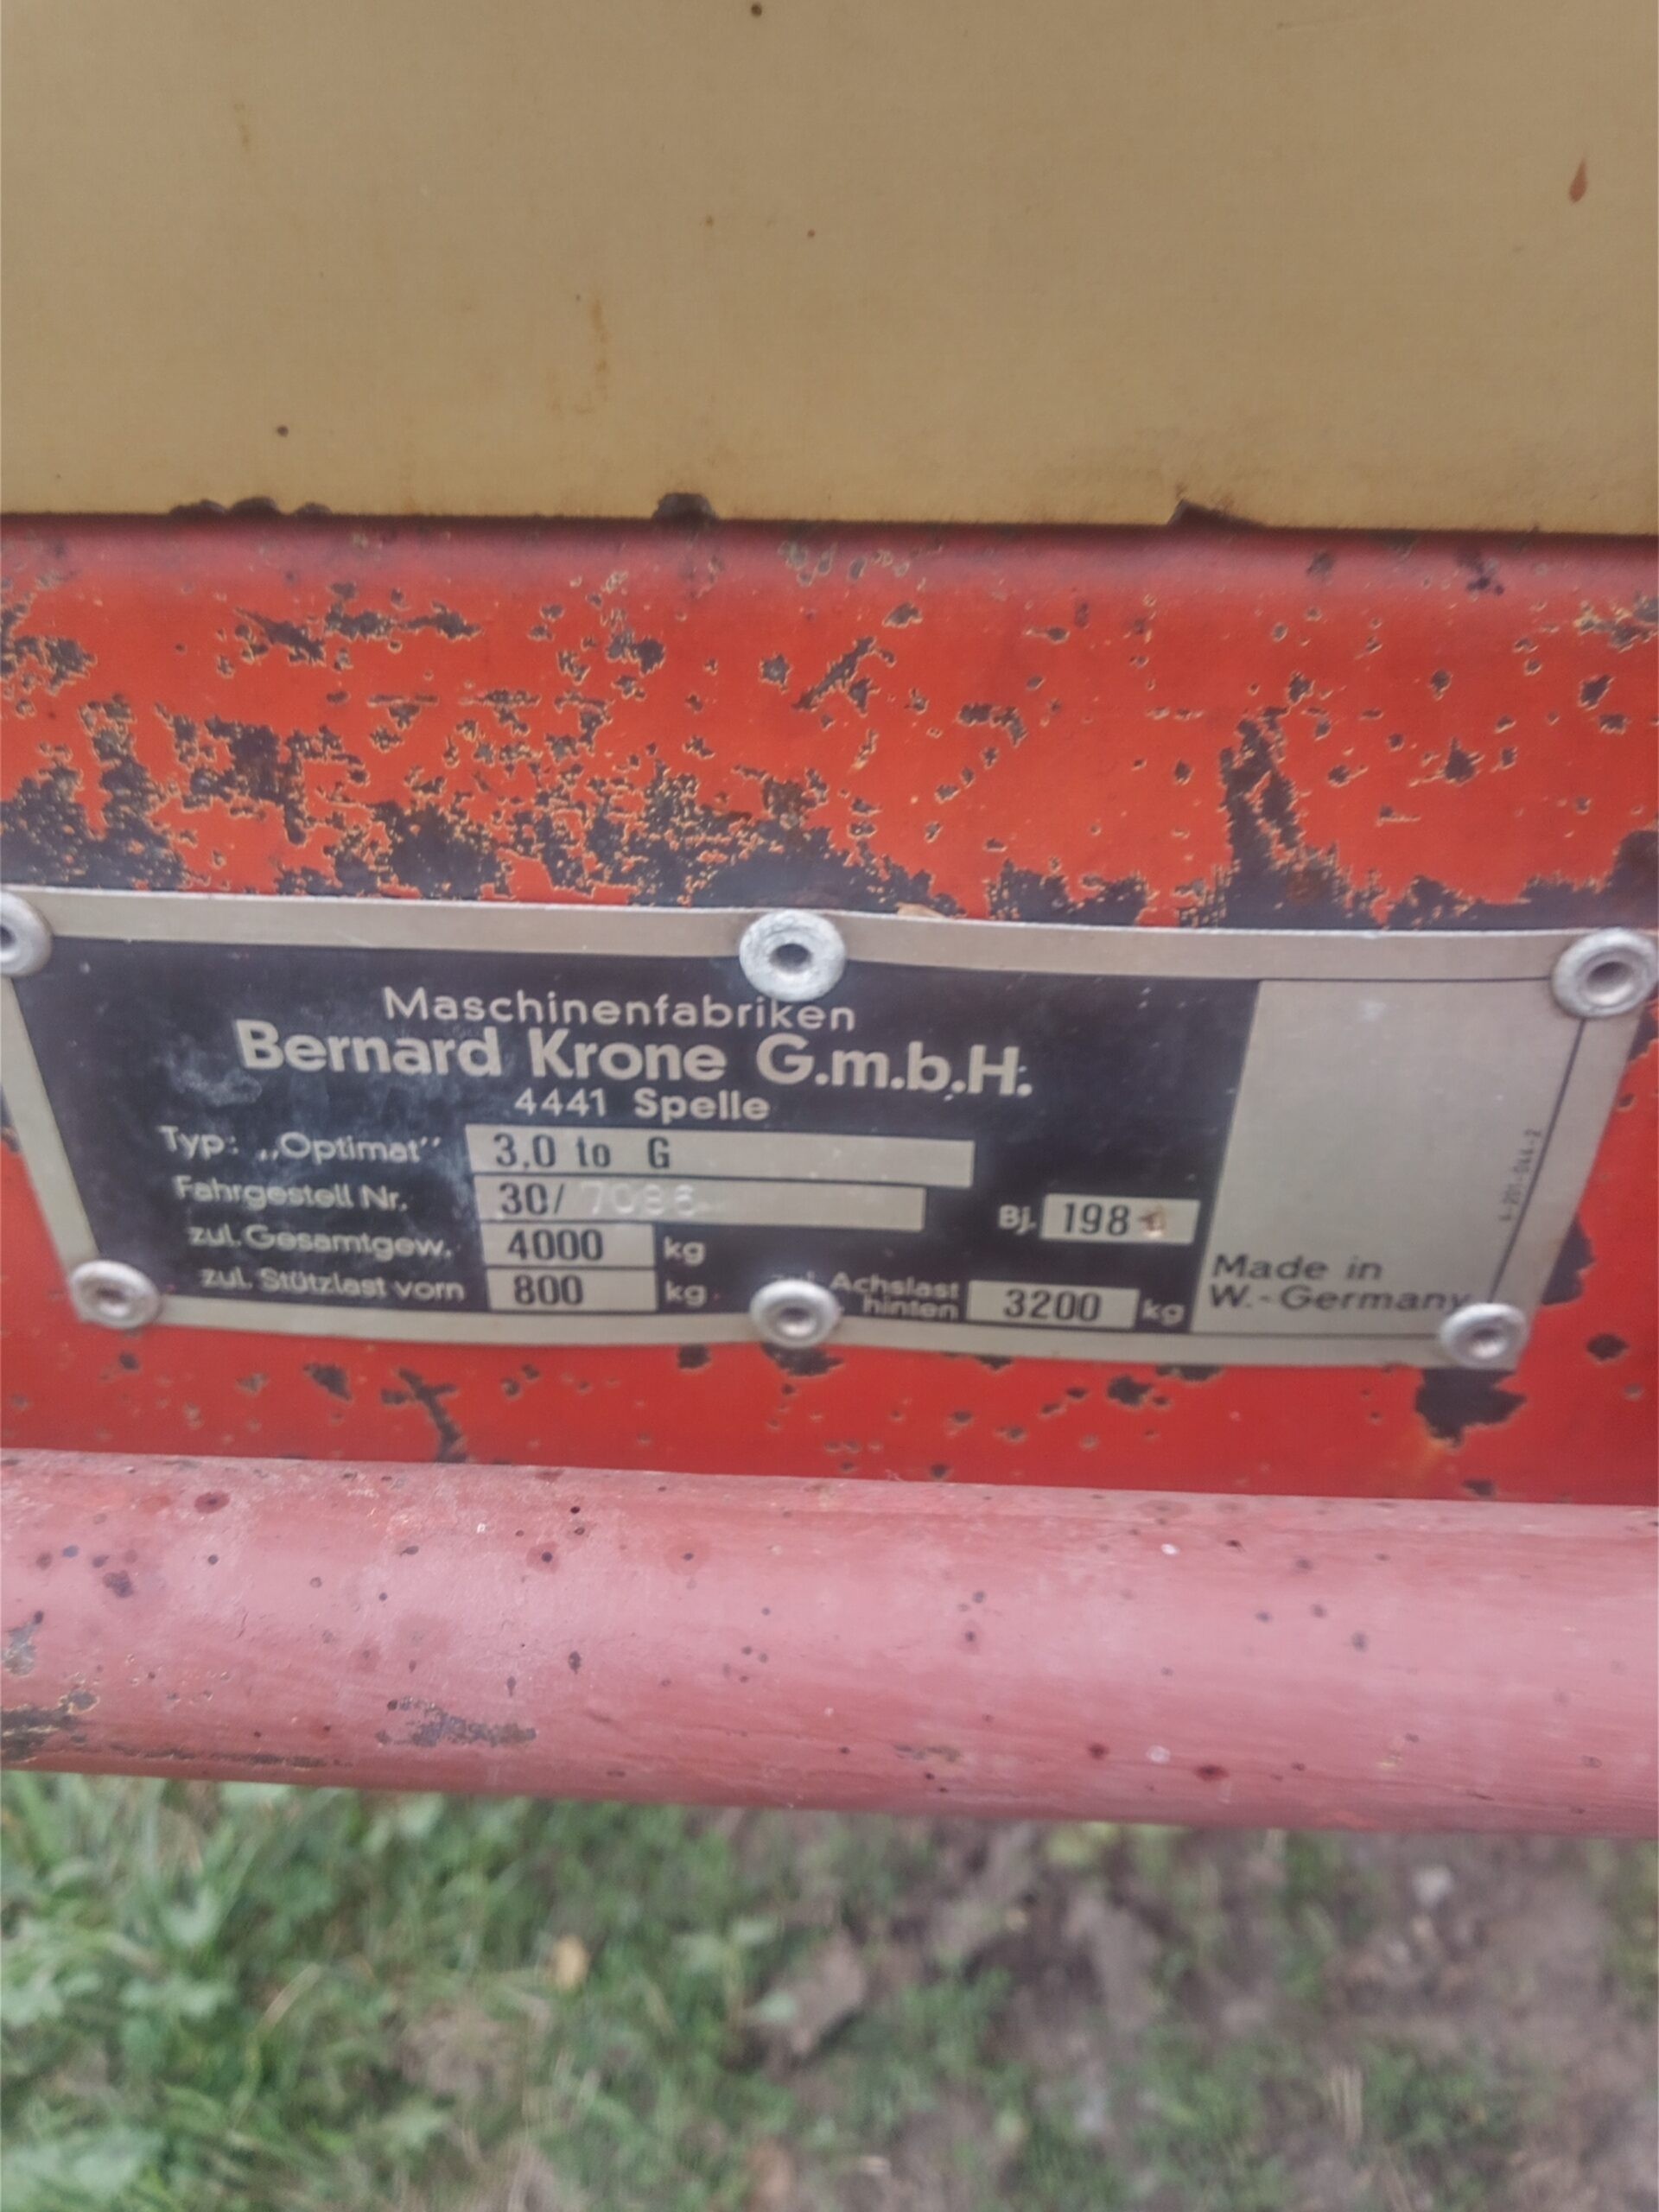 Maschinenfabriken
Bernard Krone G.m.b.H.
4441 Spelle
Typ: „Optimat“ 3,0 to G
Fahrgestell Nr. 30/ 7086
Bj. 198
zul. Gesamtgew. 4000 kg
zul. Stützlast vorn 800 kg
Achslast hinten 3200 kg
Made in
W.-Germany